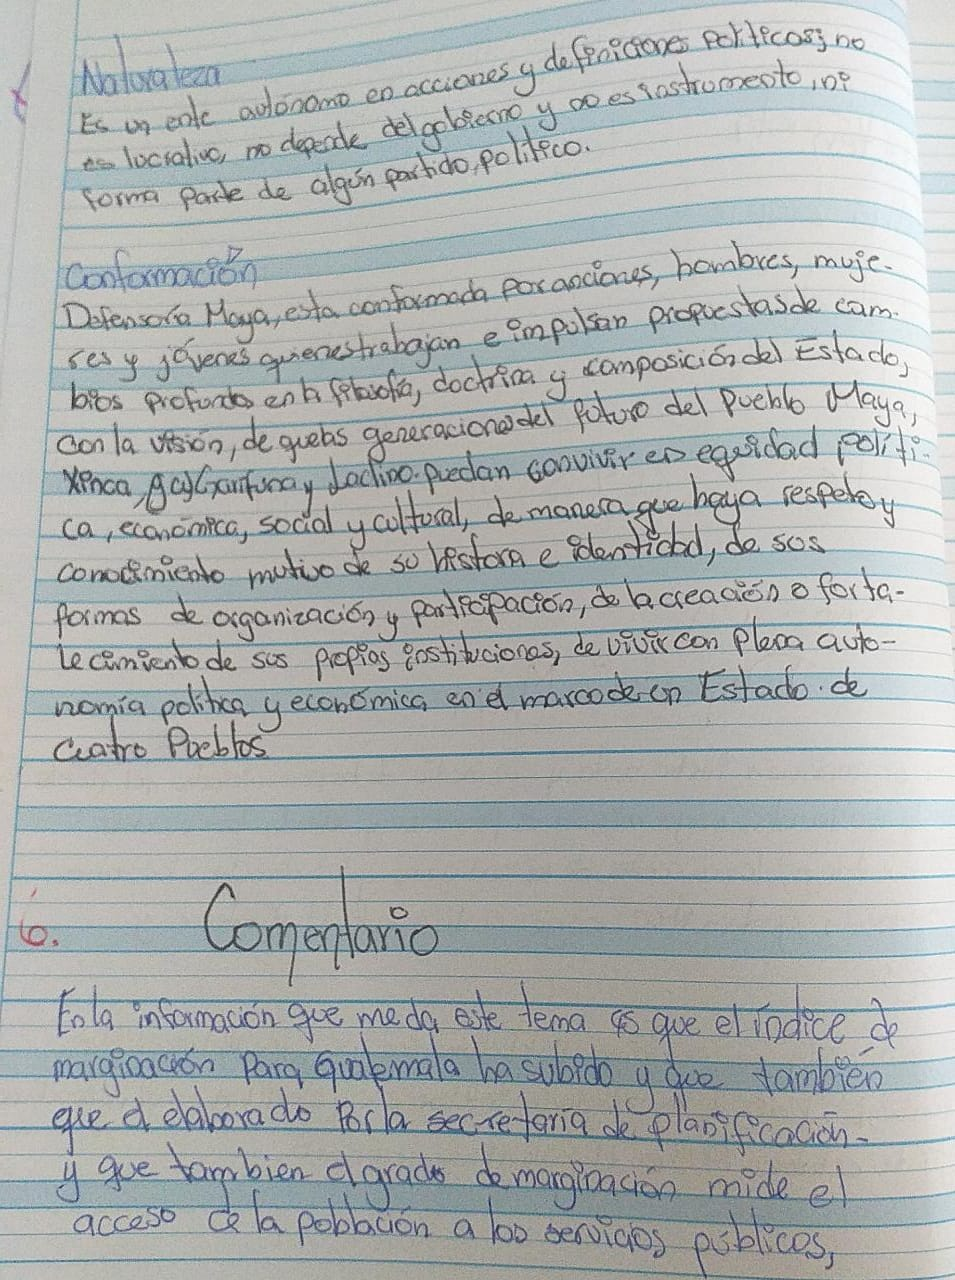 Naturaleza
Es un ente autónomo en acciones y definiciones politicas; no
es lucrativo, no depende del gobierno y no es instrumento, ni
forma parte de algún partido político.
Conformación
Defensoría Maya, esta conformada por ancianos, hombres, muje-
res y jóvenes quienes trabajan e impulsan propuestas de cam-
bios profundos en la filosofía, doctrina y composición del Estado,
con la visión, de que las generaciones del futuro del Pueblo Maya,
Xinca, Garífuna y Ladino. puedan convivir en equidad políti-
ca, económica, social y cultural, de manera que haya respeto y
conocimiento mutuo de su historia e identidad, de sus
formas de organización y participación, de la creación o forta-
lecimiento de sus propias instituciones, de vivir con plena auto-
nomía política y económica en el marco de un Estado de
Cuatro Pueblos
6. Comentario
En la información que me da este tema es que el índice de
marginación para Guatemala ha subido y que también
que el elaborado Por la secretaria de planificación-
y que tambien el grado de marginación mide el
acceso de la población a los servicios públicos,